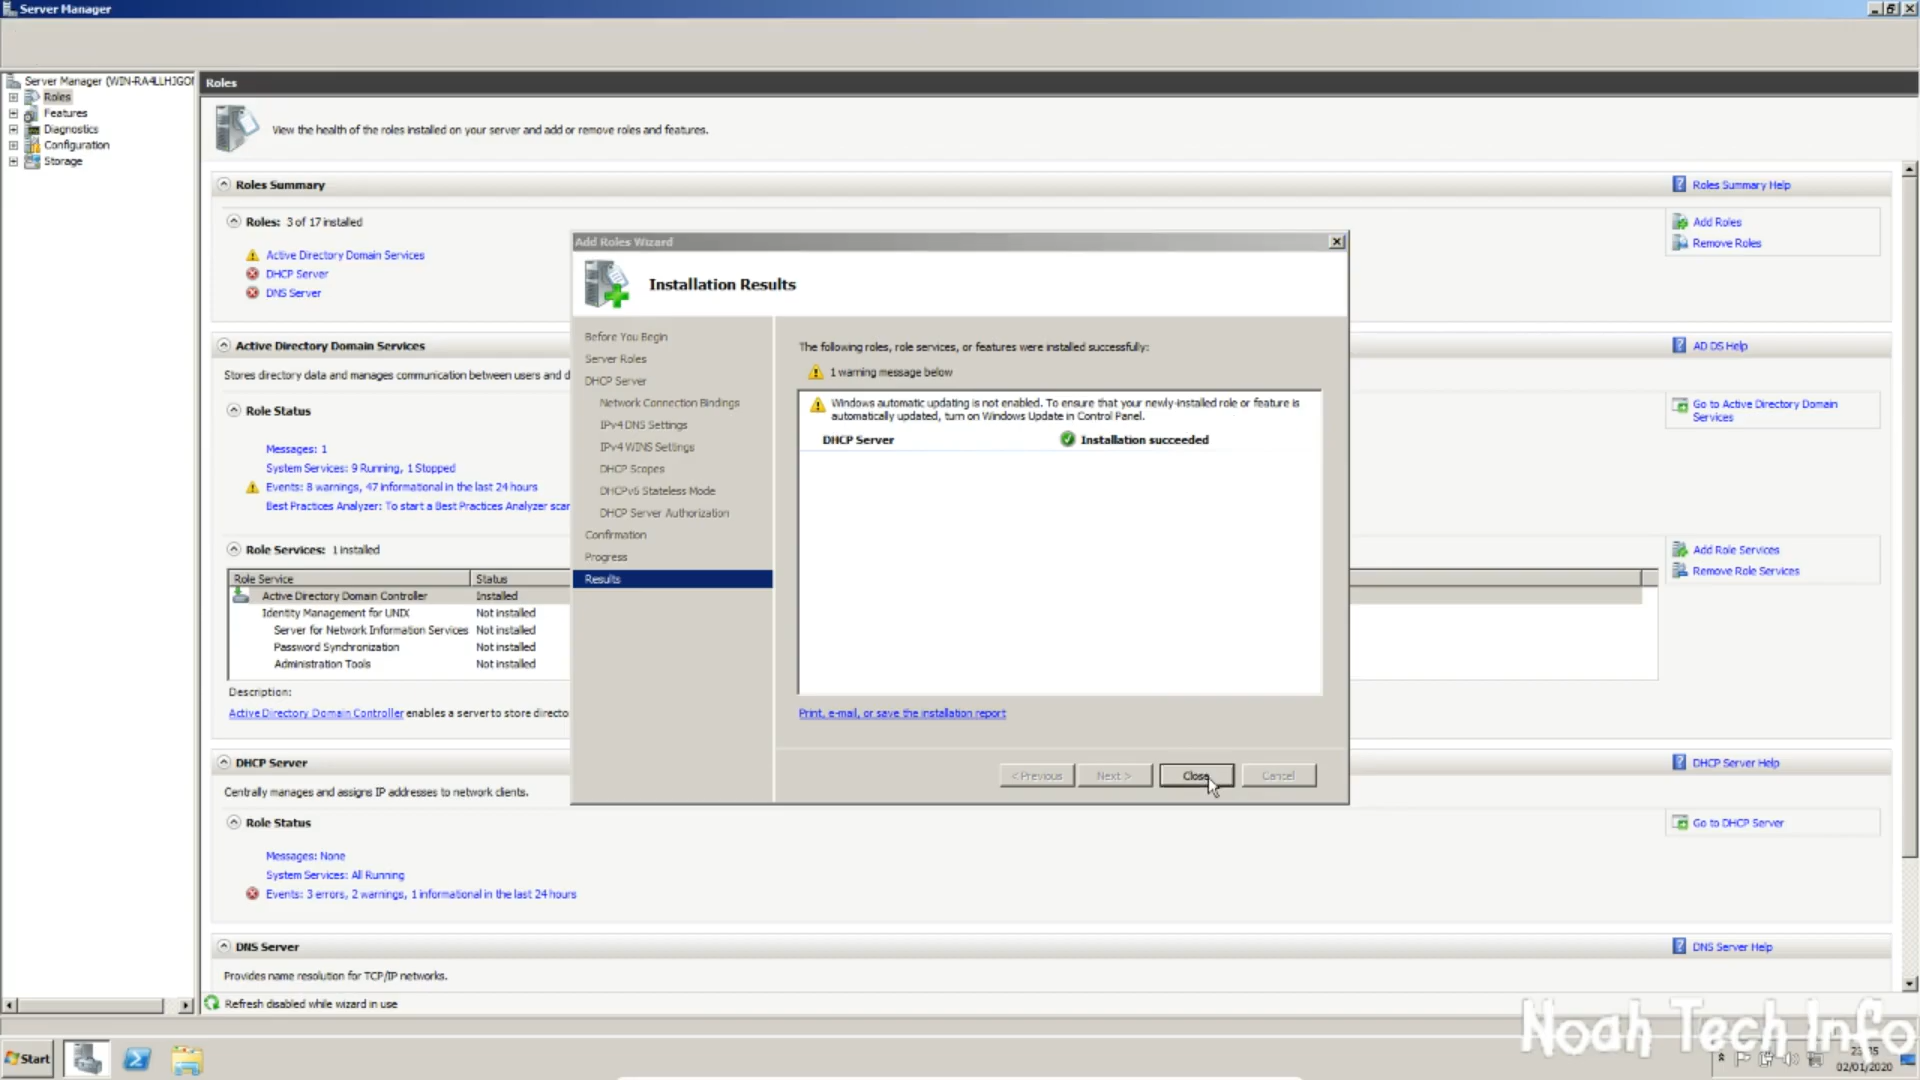 Server Manager
Server Manager (WIN-RA4LLHJGO
Roles
Features
Diagnostics
Configuration
Storage
Roles
View the health of the roles installed on your server and add or remove roles and features.
Roles Summary
Roles Summary Help
Roles: 3 of 17 installed
Add Roles
Remove Roles
Active Directory Domain Services
DHCP Server
DNS Server
Active Directory Domain Services
AD DS Help
Stores directory data and manages communication between users and d
Role Status
Go to Active Directory Domain
Services
Messages: 1
System Services: 9 Running, 1 Stopped
Events: 8 warnings, 47 informational in the last 24 hours
Best Practices Analyzer: To start a Best Practices Analyzer scar
Role Services: 1 installed
Add Role Services
Remove Role Services
Role Service Status
Active Directory Domain Controller Installed
Identity Management for UNIX Not installed
Server for Network Information Services Not installed
Password Synchronization Not installed
Administration Tools Not installed
Description:
Active Directory Domain Controller enables a server to store directo
DHCP Server
DHCP Server Help
Centrally manages and assigns IP addresses to network clients.
Role Status
Go to DHCP Server
Messages: None
System Services: All Running
Events: 3 errors, 2 warnings, 1 informational in the last 24 hours
DNS Server
DNS Server Help
Provides name resolution for TCP/IP networks.
Refresh disabled while wizard in use
Add Roles Wizard
Installation Results
Before You Begin
Server Roles
DHCP Server
Network Connection Bindings
IPv4 DNS Settings
IPv4 WINS Settings
DHCP Scopes
DHCPv6 Stateless Mode
DHCP Server Authorization
Confirmation
Progress
Results
The following roles, role services, or features were installed successfully:
1 warning message below
Windows automatic updating is not enabled. To ensure that your newly-installed role or feature is
automatically updated, turn on Windows Update in Control Panel.
DHCP Server Installation succeeded
Print, e-mail, or save the installation report
< Previous
Next >
Close
Cancel
Noah Tech Info
Start
02/01/2020